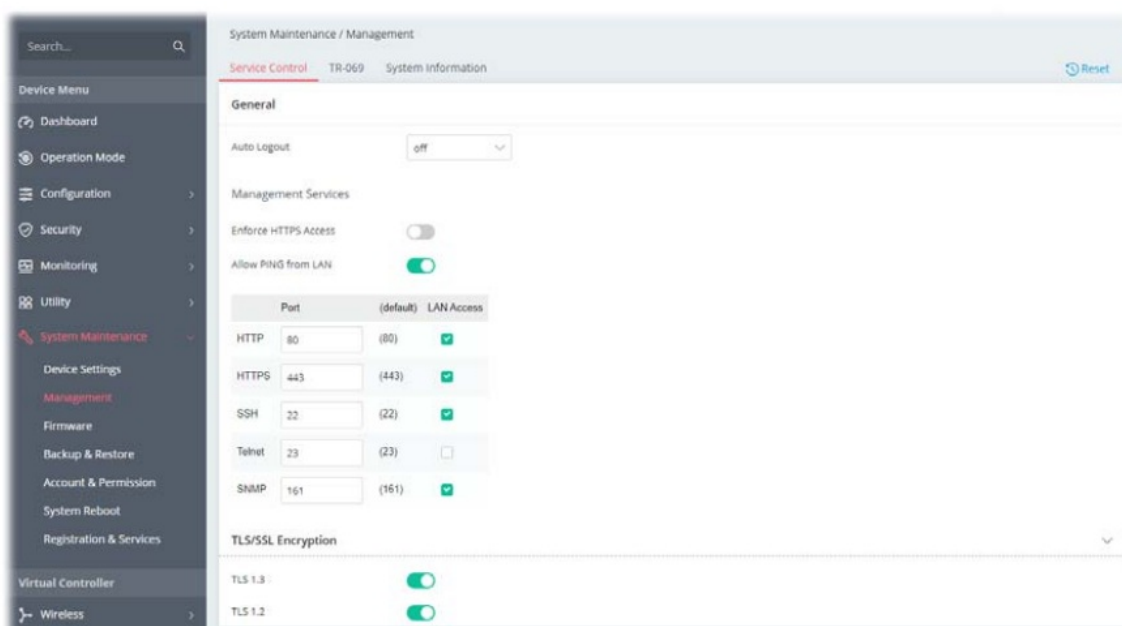 Search...
Device Menu
Dashboard
Operation Mode
Configuration
Security
Monitoring
Utility
System Maintenance
Device Settings
Management
Firmware
Backup & Restore
Account & Permission
System Reboot
Registration & Services
Virtual Controller
Wireless
System Maintenance / Management
Service Control TR-069 System Information Reset
General
Auto Logout off
Management Services
Enforce HTTPS Access
Allow PING from LAN
Port (default) LAN Access
HTTP 80 (80)
HTTPS 443 (443)
SSH 22 (22)
Telnet 23 (23)
SNMP 161 (161)
TLS/SSL Encryption
TLS 1.3
TLS 1.2